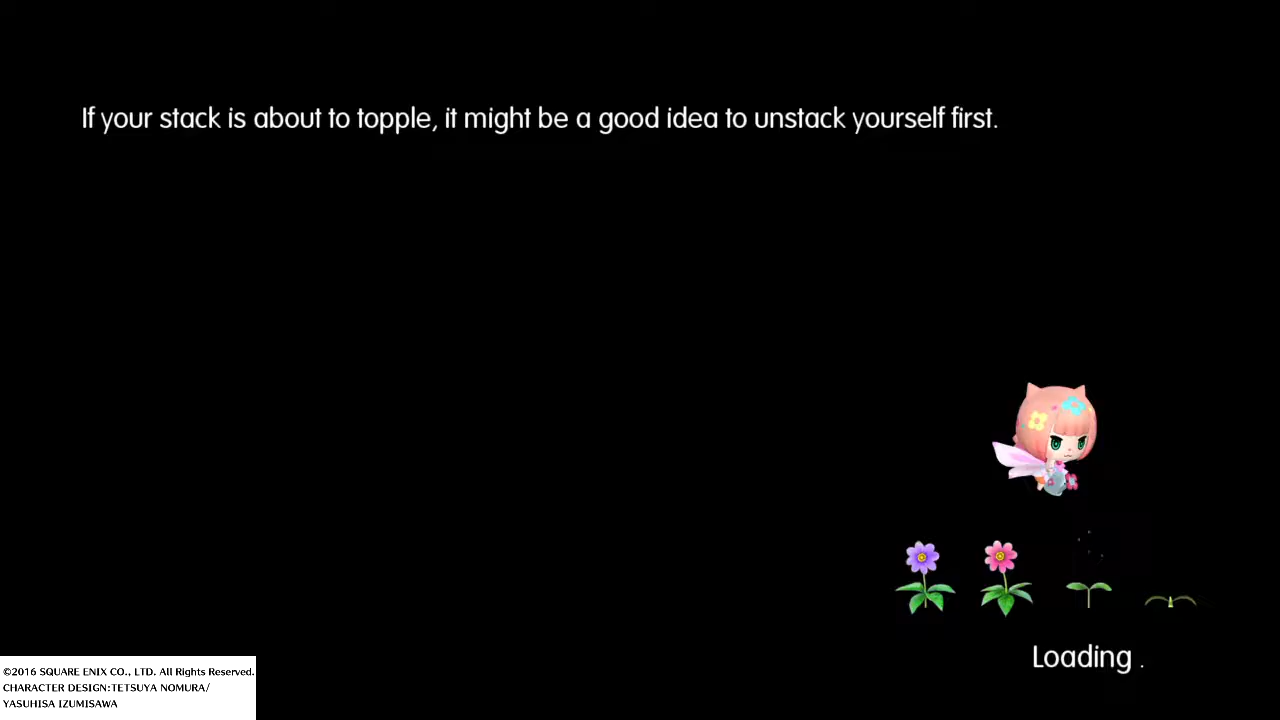 If your stack is about to topple, it might be a good idea to unstack yourself first.
Loading .
©2016 SQUARE ENIX CO., LTD. All Rights Reserved.
CHARACTER DESIGN:TETSUYA NOMURA/
YASUHISA IZUMISAWA